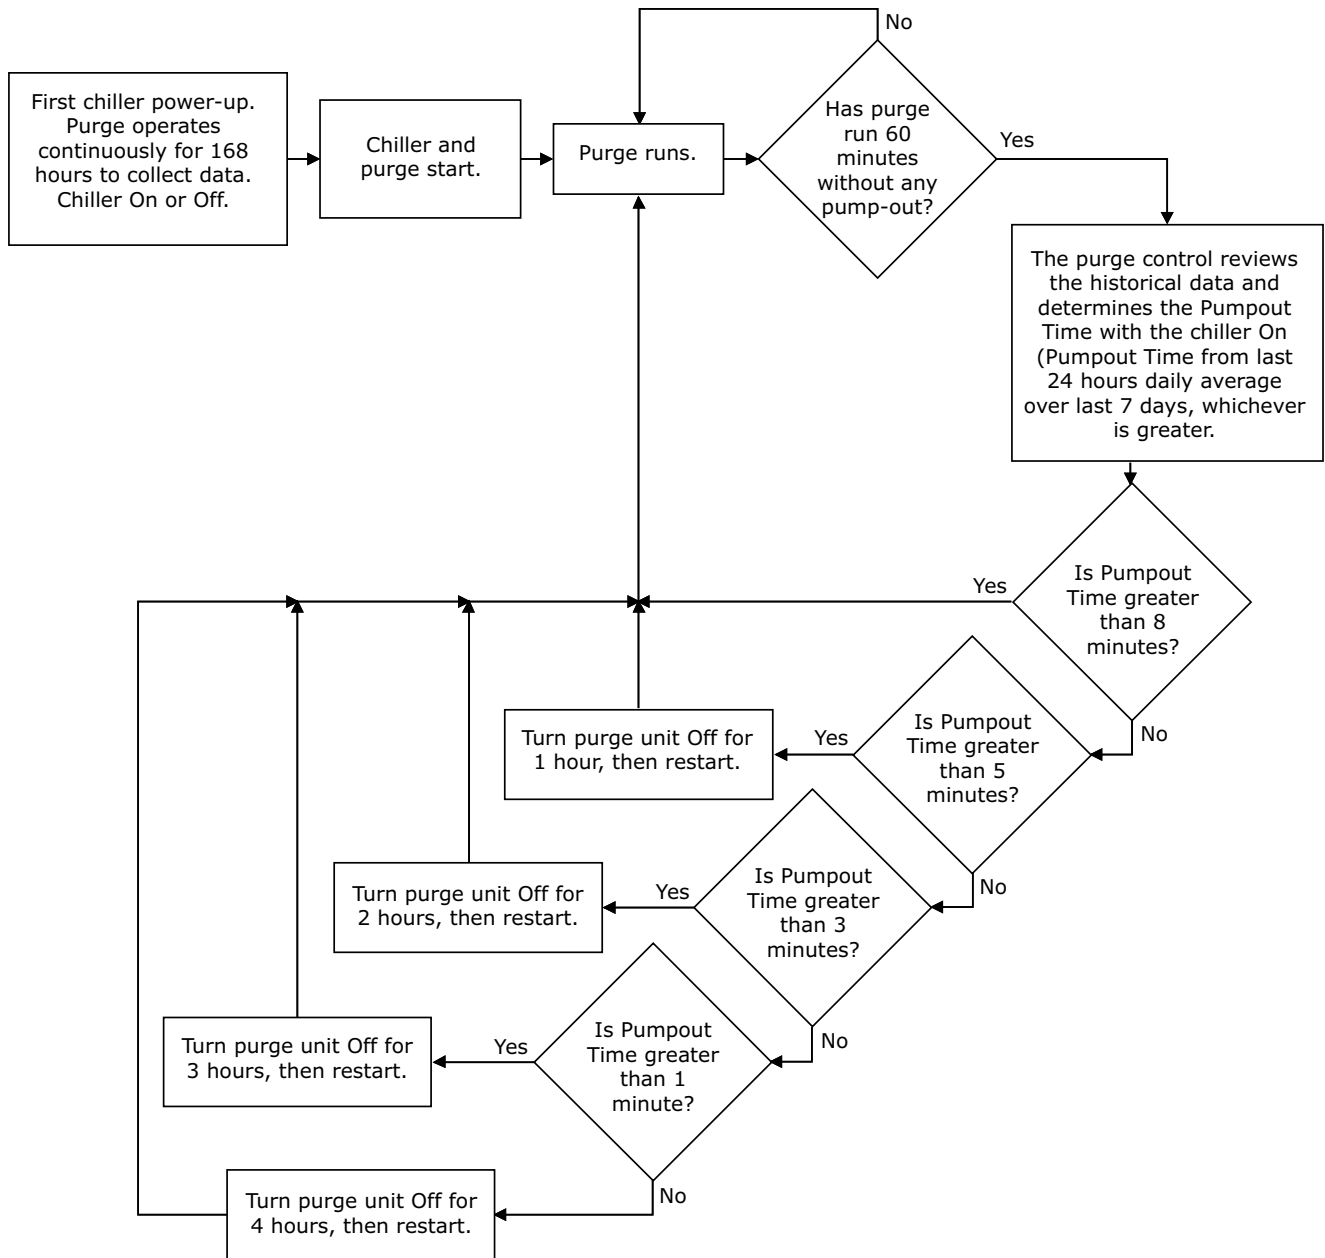 First chiller power-up.
Purge operates
continuously for 168
hours to collect data.
Chiller On or Off.
Chiller and
purge start.
Purge runs.
No
Has purge
run 60
minutes
without any
pump-out?
Yes
The purge control reviews
the historical data and
determines the Pumpout
Time with the chiller On
(Pumpout Time from last
24 hours daily average
over last 7 days, whichever
is greater.
Is Pumpout
Time greater
than 8
minutes?
Yes
No
Is Pumpout
Time greater
than 5
minutes?
Yes
Turn purge unit Off for
1 hour, then restart.
No
Is Pumpout
Time greater
than 3
minutes?
Yes
Turn purge unit Off for
2 hours, then restart.
No
Is Pumpout
Time greater
than 1
minute?
Yes
Turn purge unit Off for
3 hours, then restart.
No
Turn purge unit Off for
4 hours, then restart.